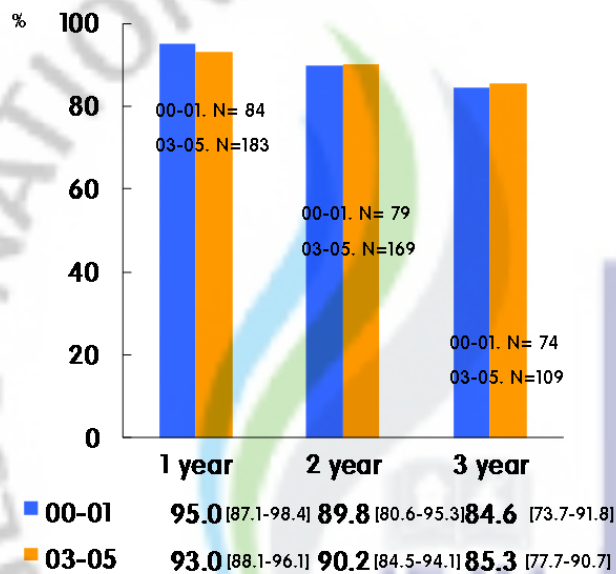 %
100
80
60
40
20
0
00-01. N= 84
03-05. N=183
00-01. N= 79
03-05. N=169
00-01. N= 74
03-05. N=109
1 year 2 year 3 year
00-01 95.0 [87.1-98.4] 89.8 [80.6-95.3] 84.6 [73.7-91.8]
03-05 93.0 [88.1-96.1] 90.2 [84.5-94.1] 85.3 [77.7-90.7]